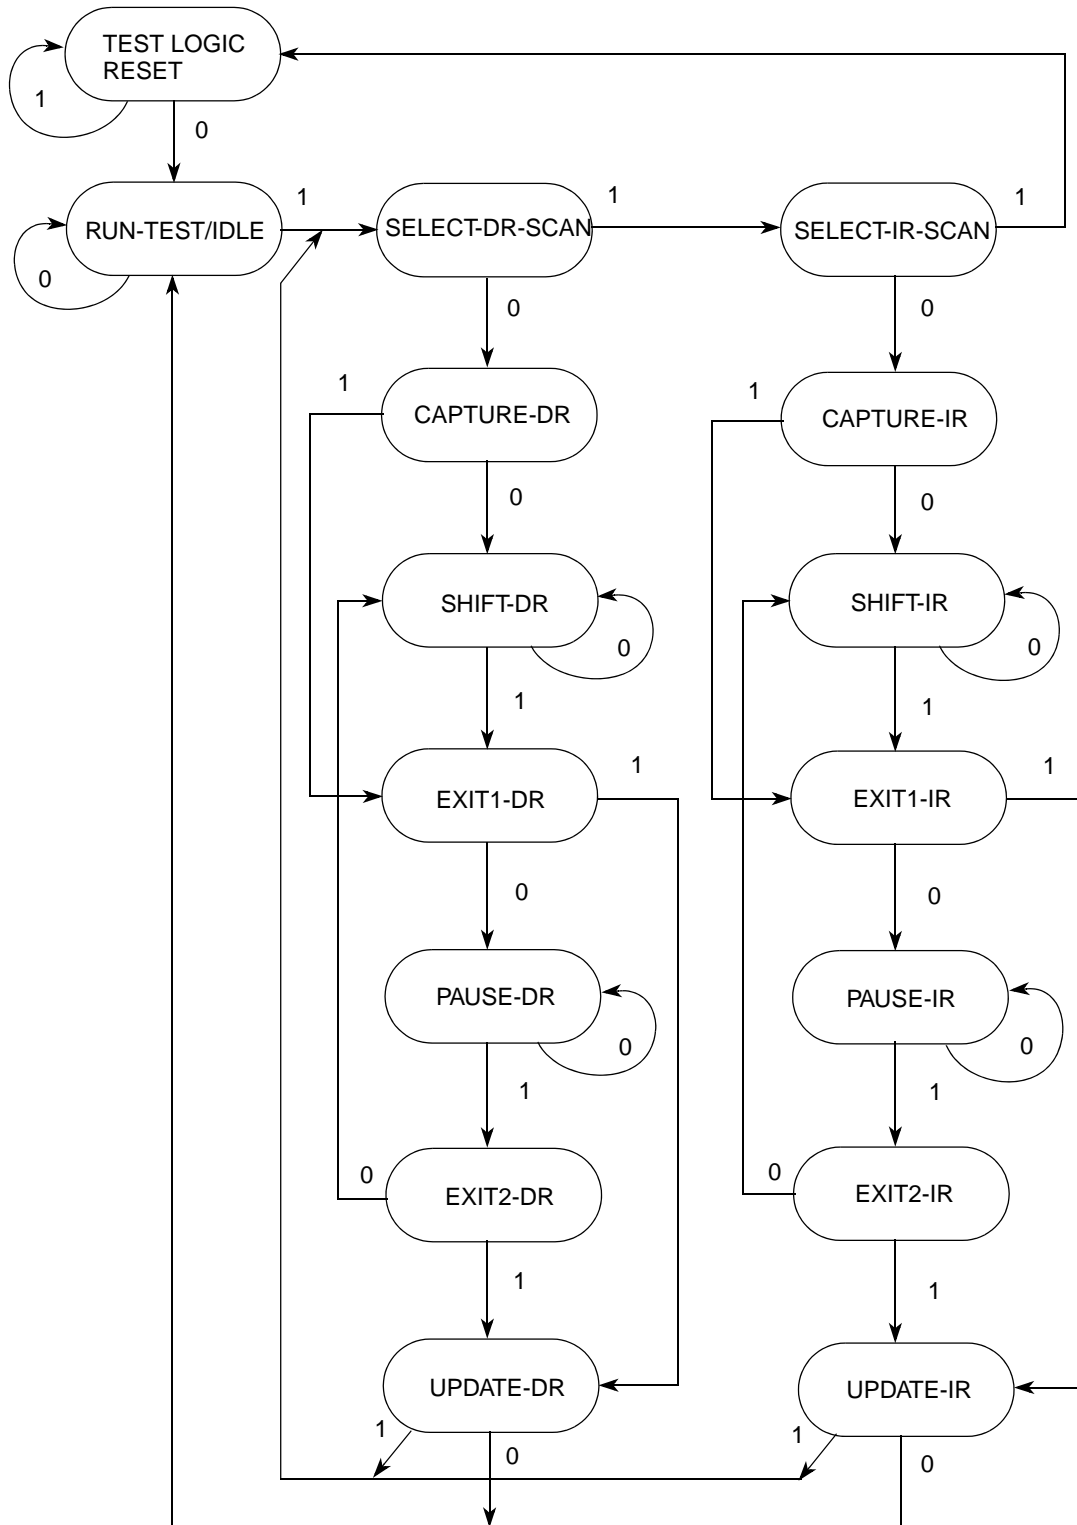 TEST LOGIC
RESET
1
0
RUN-TEST/IDLE
0
1
SELECT-DR-SCAN
1
SELECT-IR-SCAN
1
0
0
1
CAPTURE-DR
1
CAPTURE-IR
0
0
SHIFT-DR
0
SHIFT-IR
0
1
1
EXIT1-DR
1
EXIT1-IR
1
0
0
PAUSE-DR
0
PAUSE-IR
0
1
1
0
EXIT2-DR
0
EXIT2-IR
1
1
UPDATE-DR
UPDATE-IR
1
0
1
0